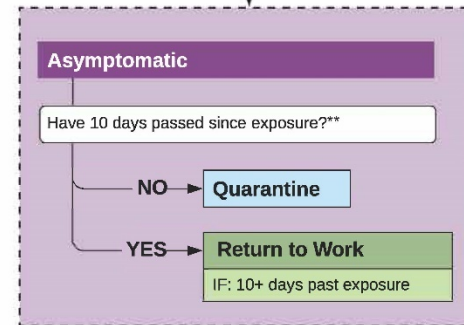 Asymptomatic
Have 10 days passed since exposure?**
NO
Quarantine
YES
Return to Work
IF: 10+ days past exposure